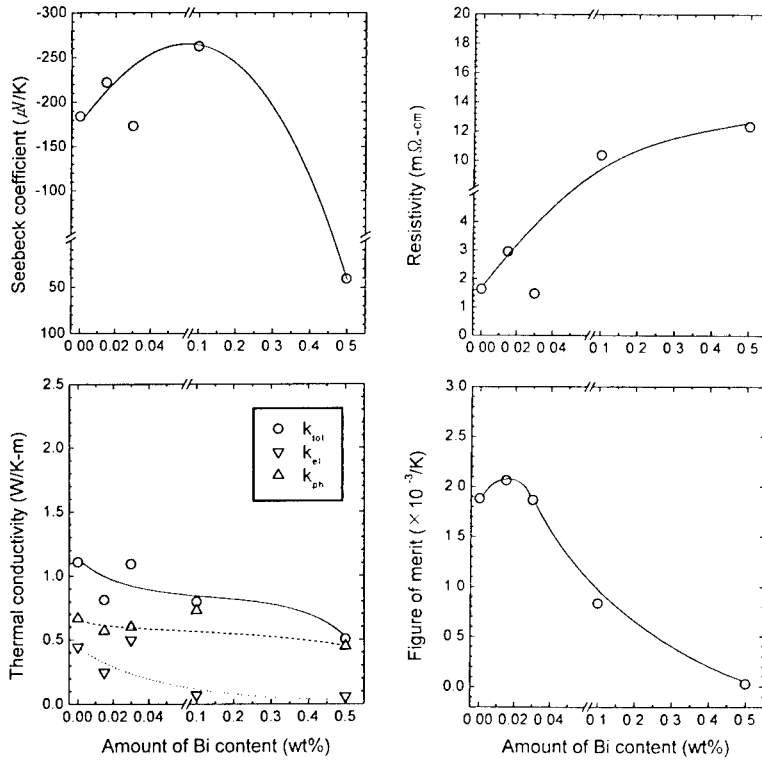 -300
-250
-200
-150
-100
50
100
Seebeck coefficient (μV/K)
0 00 0.02 0 04 0 1 0 2 0 3 0 4 0 5
20
18
16
14
12
10
4
3
2
1
0
Resistivity (mΩ-cm)
0 00 0 02 0 04 0 1 0 2 0 3 0 4 0 5
2.5
2.0
1.5
1.0
0.5
0.0
Thermal conductivity (W/K-m)
k tol
k el
k ph
0.00 0.02 0.04 0.1 0.2 0.3 0.4 0.5
Amount of Bi content (wt%)
3.0
2.5
2.0
1.5
1.0
0 5
0.0
Figure of merit (× 10⁻³/K)
0 00 0 02 0 04 0 1 0 2 0 3 0 4 0 5
Amount of Bi content (wt%)